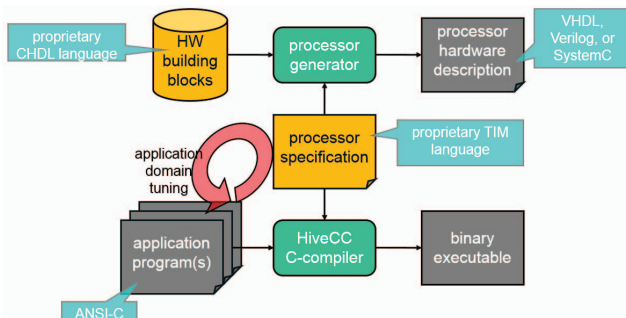 proprietary
CHDL language
HW
building
blocks
processor
generator
processor
hardware
description
VHDL,
Verilog, or
SystemC
application
domain
tuning
processor
specification
proprietary TIM
language
application
program(s)
HiveCC
C-compiler
binary
executable
ANSI-C